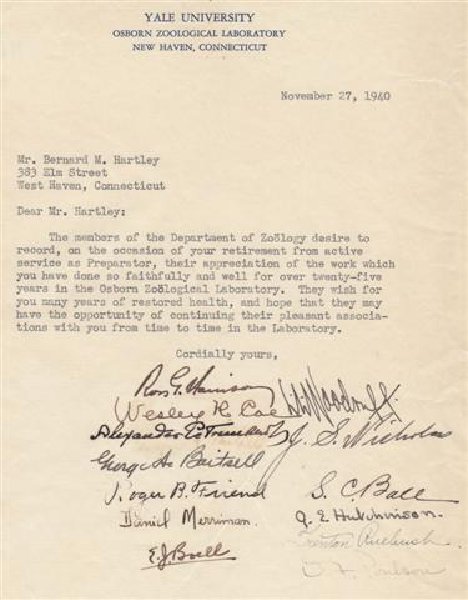 YALE UNIVERSITY
OSBORN ZOOLOGICAL LABORATORY
NEW HAVEN, CONNECTICUT
November 27, 1940
Mr. Bernard M. Hartley
383 Elm Street
West Haven, Connecticut
Dear Mr. Hartley:
The members of the Department of Zoölogy desire to
record, on the occasion of your retirement from active
service as Preparator, their appreciation of the work which
you have done so faithfully and well for over twenty-five
years in the Osborn Zoölogical Laboratory. They wish for
you many years of restored health, and hope that they may
have the opportunity of continuing their pleasant associa-
tions with you from time to time in the Laboratory.
Cordially yours,
Ross G. Harrison
Wesley R. Coe
L. L. Woodruff
Alexander Petrunkevitch
J. S. Nicholas
George A. Baitsell
Roger B. Friend
S. C. Ball
Daniel Merriman.
G. E. Hutchinson.
E. J. Boell